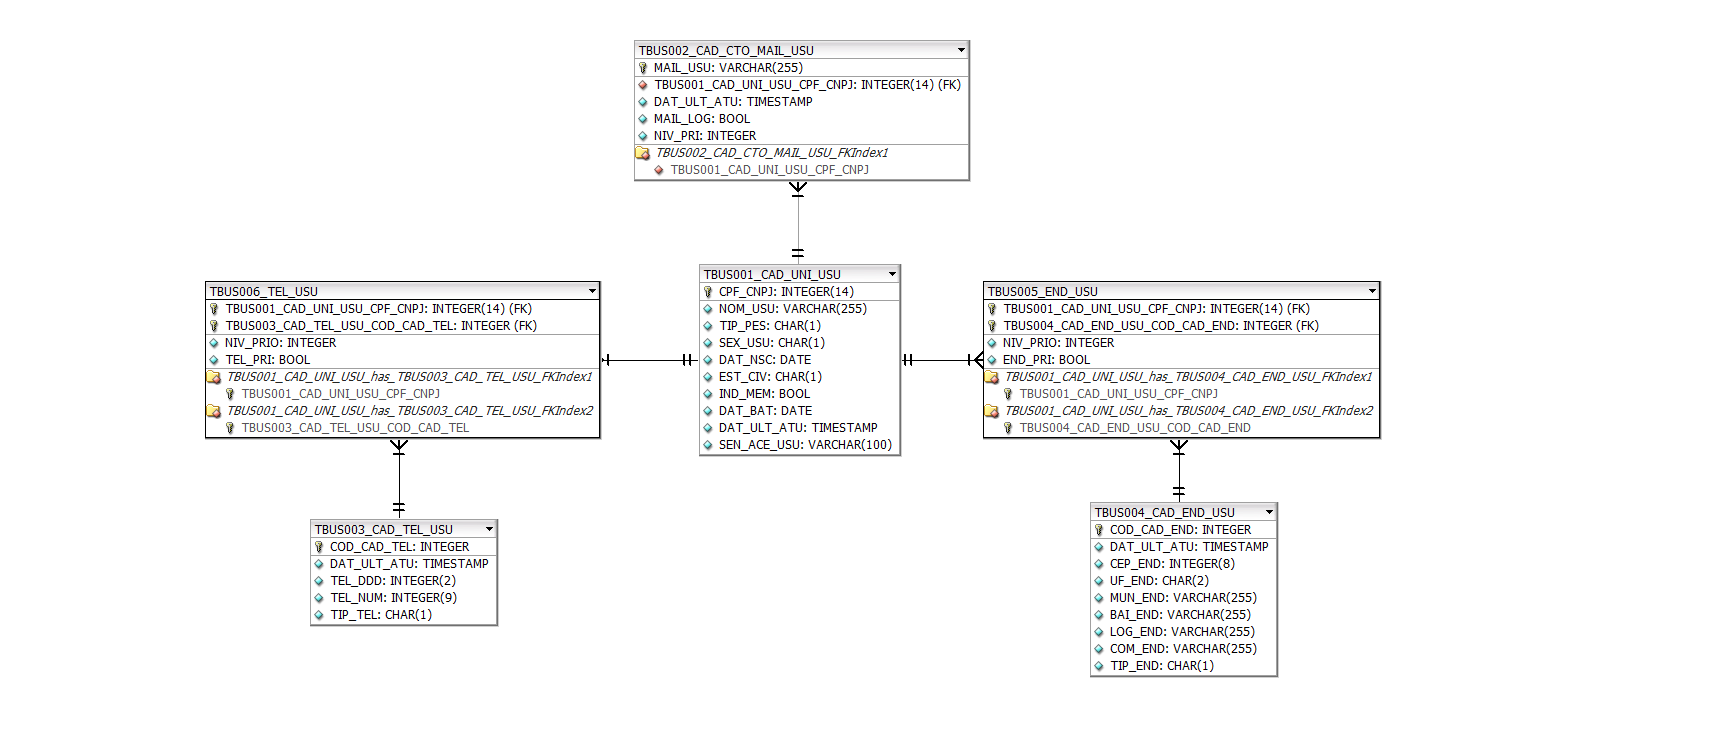 TBUS002_CAD_CTO_MAIL_USU
MAIL_USU: VARCHAR(255)
TBUS001_CAD_UNI_USU_CPF_CNPJ: INTEGER(14) (FK)
DAT_ULT_ATU: TIMESTAMP
MAIL_LOG: BOOL
NIV_PRI: INTEGER
TBUS002_CAD_CTO_MAIL_USU_FKIndex1
TBUS001_CAD_UNI_USU_CPF_CNPJ
TBUS006_TEL_USU
TBUS001_CAD_UNI_USU_CPF_CNPJ: INTEGER(14) (FK)
TBUS003_CAD_TEL_USU_COD_CAD_TEL: INTEGER (FK)
NIV_PRIO: INTEGER
TEL_PRI: BOOL
TBUS001_CAD_UNI_USU_has_TBUS003_CAD_TEL_USU_FKIndex1
TBUS001_CAD_UNI_USU_CPF_CNPJ
TBUS001_CAD_UNI_USU_has_TBUS003_CAD_TEL_USU_FKIndex2
TBUS003_CAD_TEL_USU_COD_CAD_TEL
TBUS001_CAD_UNI_USU
CPF_CNPJ: INTEGER(14)
NOM_USU: VARCHAR(255)
TIP_PES: CHAR(1)
SEX_USU: CHAR(1)
DAT_NSC: DATE
EST_CIV: CHAR(1)
IND_MEM: BOOL
DAT_BAT: DATE
DAT_ULT_ATU: TIMESTAMP
SEN_ACE_USU: VARCHAR(100)
TBUS005_END_USU
TBUS001_CAD_UNI_USU_CPF_CNPJ: INTEGER(14) (FK)
TBUS004_CAD_END_USU_COD_CAD_END: INTEGER (FK)
NIV_PRIO: INTEGER
END_PRI: BOOL
TBUS001_CAD_UNI_USU_has_TBUS004_CAD_END_USU_FKIndex1
TBUS001_CAD_UNI_USU_CPF_CNPJ
TBUS001_CAD_UNI_USU_has_TBUS004_CAD_END_USU_FKIndex2
TBUS004_CAD_END_USU_COD_CAD_END
TBUS003_CAD_TEL_USU
COD_CAD_TEL: INTEGER
DAT_ULT_ATU: TIMESTAMP
TEL_DDD: INTEGER(2)
TEL_NUM: INTEGER(9)
TIP_TEL: CHAR(1)
TBUS004_CAD_END_USU
COD_CAD_END: INTEGER
DAT_ULT_ATU: TIMESTAMP
CEP_END: INTEGER(8)
UF_END: CHAR(2)
MUN_END: VARCHAR(255)
BAI_END: VARCHAR(255)
LOG_END: VARCHAR(255)
COM_END: VARCHAR(255)
TIP_END: CHAR(1)